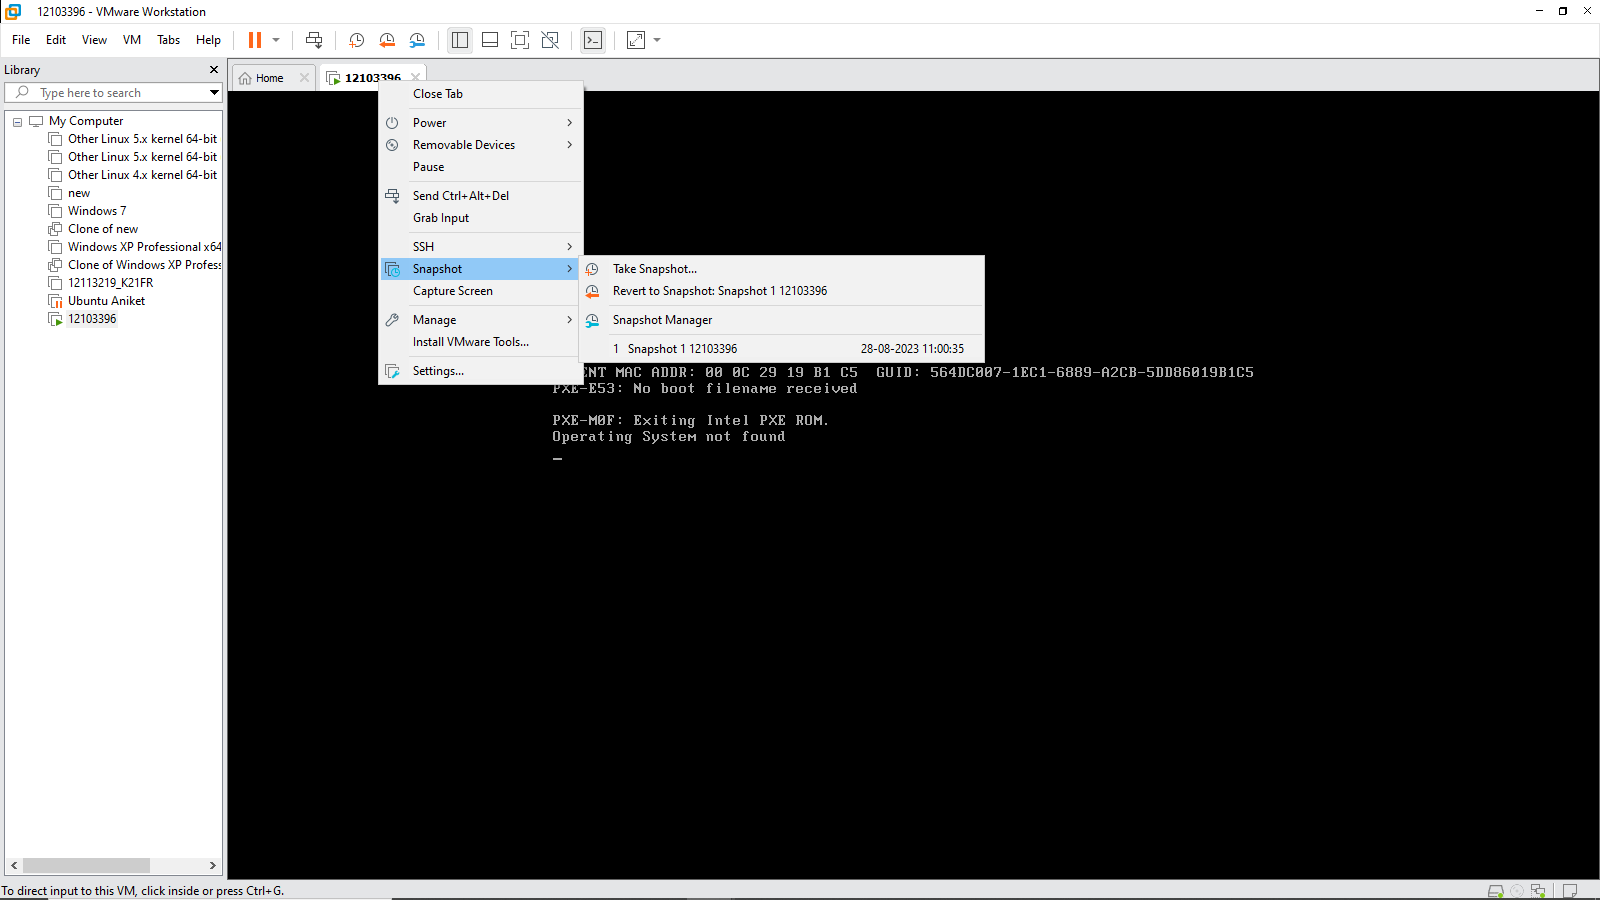 12103396 - VMware Workstation
File Edit View VM Tabs Help
Library
Type here to search
My Computer
Other Linux 5.x kernel 64-bit
Other Linux 5.x kernel 64-bit
Other Linux 4.x kernel 64-bit
new
Windows 7
Clone of new
Windows XP Professional x64
Clone of Windows XP Profess
12113219_K21FR
Ubuntu Aniket
12103396
Home
12103396
Close Tab
Power
Removable Devices
Pause
Send Ctrl+Alt+Del
Grab Input
SSH
Snapshot
Capture Screen
Manage
Install VMware Tools...
Settings...
Take Snapshot...
Revert to Snapshot: Snapshot 1 12103396
Snapshot Manager
1 Snapshot 1 12103396 28-08-2023 11:00:35
ENT MAC ADDR: 00 0C 29 19 B1 C5 GUID: 564DC007-1EC1-6889-A2CB-5DD86019B1C5
PXE-E53: No boot filename received
PXE-M0F: Exiting Intel PXE ROM.
Operating System not found
To direct input to this VM, click inside or press Ctrl+G.